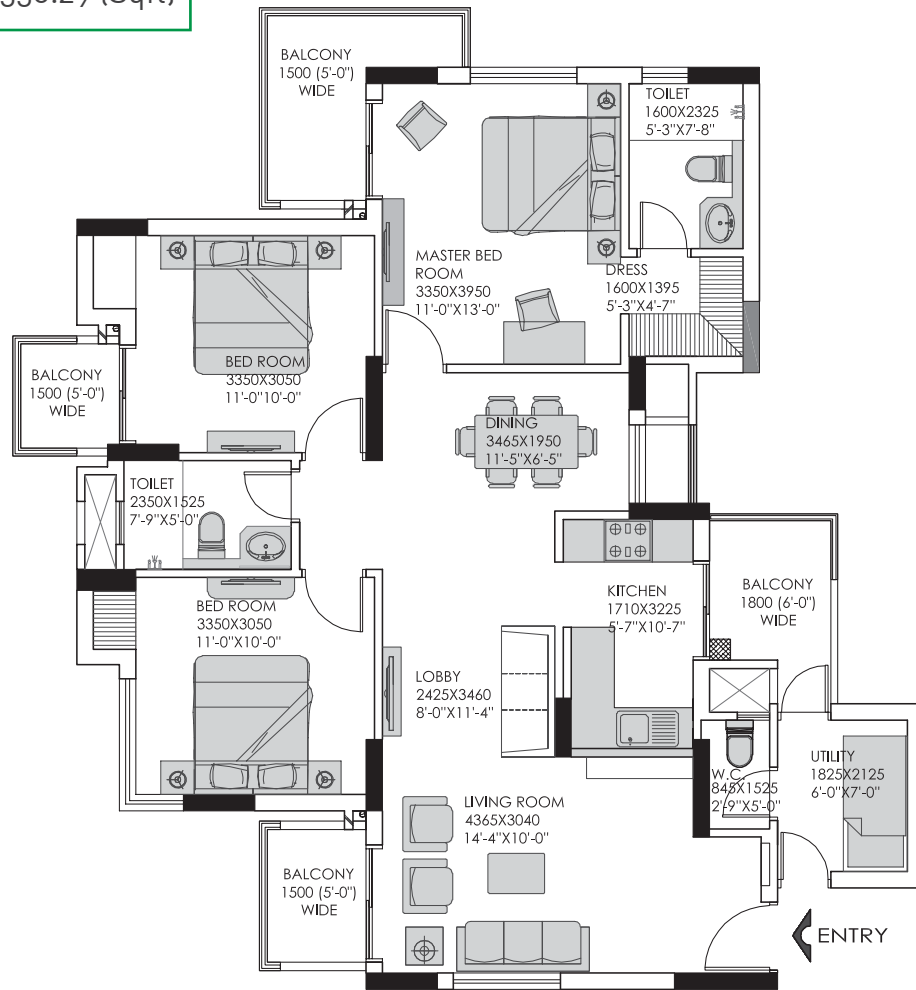 (Sqft)
BALCONY
1500 (5'-0")
WIDE
TOILET
1600X2325
5'-3"X7'-8"
MASTER BED
ROOM
3350X3950
11'-0"X13'-0"
DRESS
1600X1395
5'-3"X4'-7"
BED ROOM
3350X3050
11'-0"10'-0"
BALCONY
1500 (5'-0")
WIDE
DINING
3465X1950
11'-5"X6'-5"
TOILET
2350X1525
7'-9"X5'-0"
BED ROOM
3350X3050
11'-0"X10'-0"
KITCHEN
1710X3225
5'-7"X10'-7"
BALCONY
1800 (6'-0")
WIDE
LOBBY
2425X3460
8'-0"X11'-4"
W.C.
845X1525
2'-9"X5'-0"
UTILITY
1825X2125
6'-0"X7'-0"
LIVING ROOM
4365X3040
14'-4"X10'-0"
BALCONY
1500 (5'-0")
WIDE
ENTRY